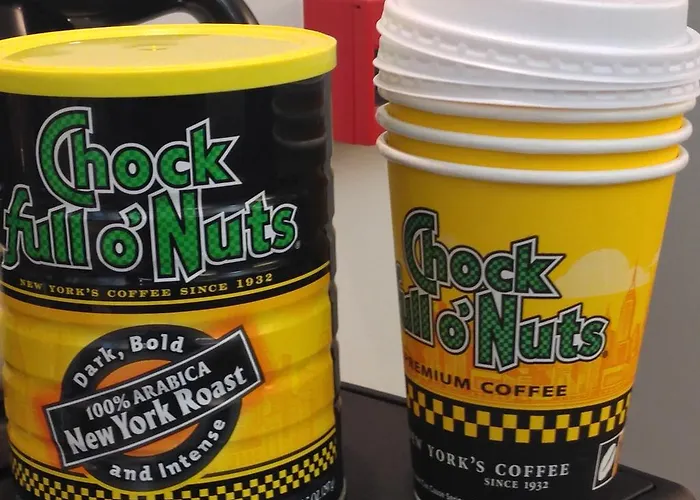 Chock
full o' Nuts
NEW YORK'S COFFEE SINCE 1932
Dark, Bold
100% ARABICA
New York Roast
and Intense
Chock
full o' Nuts
PREMIUM COFFEE
NEW YORK'S COFFEE
SINCE 1932